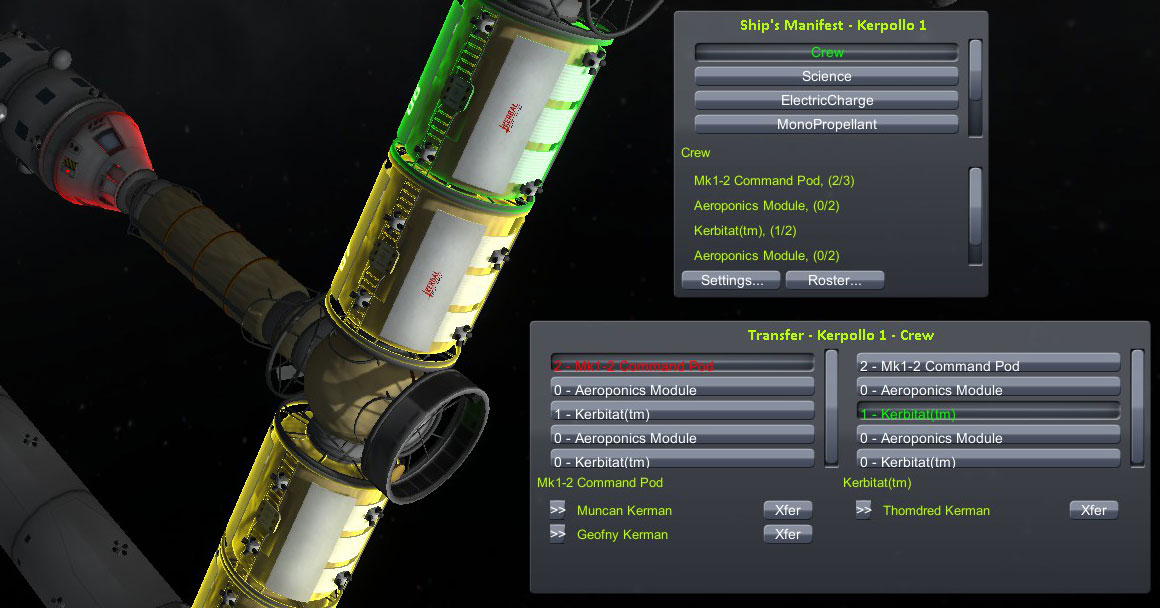 Ship's Manifest - Kerpollo 1
Crew
Science
ElectricCharge
MonoPropellant
Crew
Mk1-2 Command Pod, (2/3)
Aeroponics Module, (0/2)
Kerbitat(tm), (1/2)
Aeroponics Module, (0/2)
Settings... Roster...
KERBAL
KERBAL
Transfer - Kerpollo 1 - Crew
2 - Mk1-2 Command Pod
0 - Aeroponics Module
1 - Kerbitat(tm)
0 - Aeroponics Module
0 - Kerbitat(tm)
Mk1-2 Command Pod
>> Muncan Kerman Xfer
>> Geofny Kerman Xfer
2 - Mk1-2 Command Pod
0 - Aeroponics Module
1 - Kerbitat(tm)
0 - Aeroponics Module
0 - Kerbitat(tm)
Kerbitat(tm)
>> Thomdred Kerman Xfer